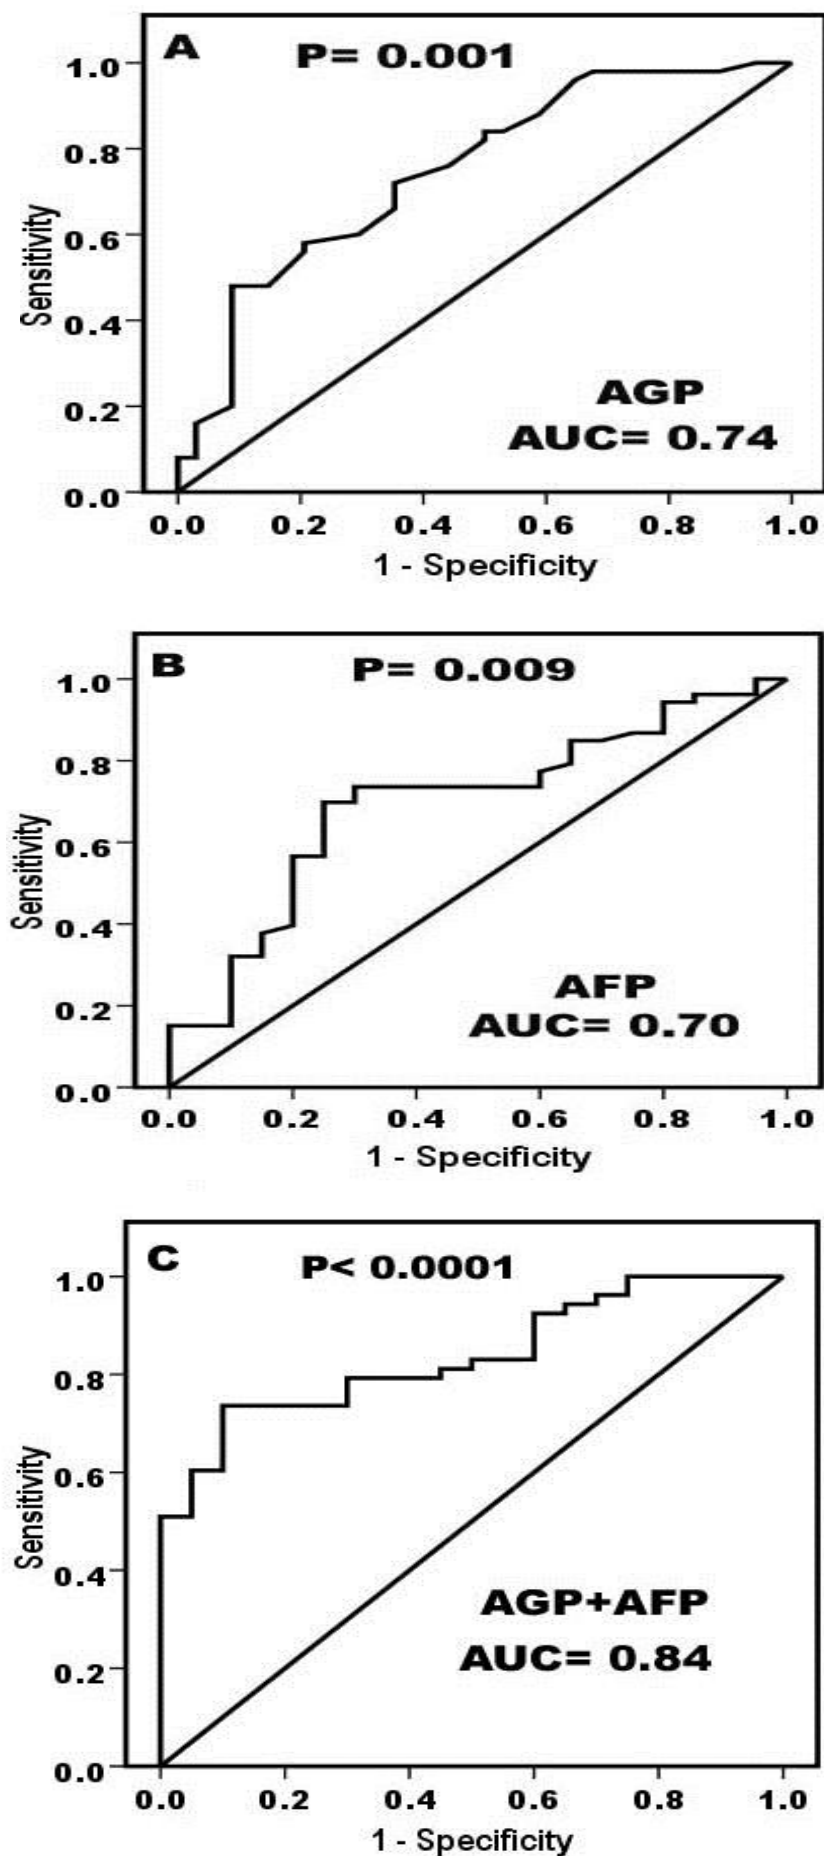 A
P= 0.001
1.0
0.8
0.6
0.4
0.2
0.0
Sensitivity
AGP
AUC= 0.74
0.0 0.2 0.4 0.6 0.8 1.0
1 - Specificity
B
P= 0.009
1.0
0.8
0.6
0.4
0.2
0.0
Sensitivity
AFP
AUC= 0.70
0.0 0.2 0.4 0.6 0.8 1.0
1 - Specificity
C
P< 0.0001
1.0
0.8
0.6
0.4
0.2
0.0
Sensitivity
AGP+AFP
AUC= 0.84
0.0 0.2 0.4 0.6 0.8 1.0
1 - Specificity